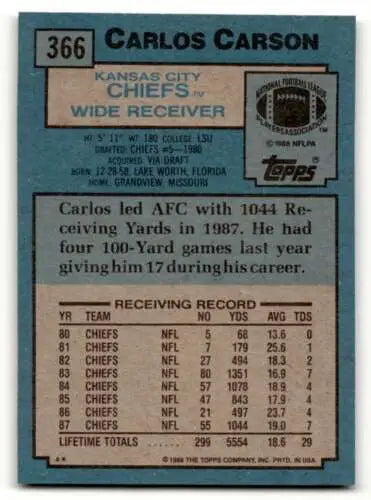 366 CARLOS CARSON
KANSAS CITY
CHIEFS TM
WIDE RECEIVER
NATIONAL FOOTBALL LEAGUE
PLAYERS ASSOCIATION
© 1988 NFLPA
Topps
HT 5' 11" WT 180 COLLEGE: LSU
DRAFTED: CHIEFS #5-1980
ACQUIRED: VIA DRAFT
BORN: 12-28-58, LAKE WORTH, FLORIDA
HOME: GRANDVIEW, MISSOURI
Carlos led AFC with 1044 Re-
ceiving Yards in 1987. He had
four 100-Yard games last year
giving him 17 during his career.
RECEIVING RECORD
YR TEAM NO YDS AVG TDS
80 CHIEFS NFL 5 68 13.6 0
81 CHIEFS NFL 7 179 25.6 1
82 CHIEFS NFL 27 494 18.3 2
83 CHIEFS NFL 80 1351 16.9 7
84 CHIEFS NFL 57 1078 18.9 4
85 CHIEFS NFL 47 843 17.9 4
86 CHIEFS NFL 21 497 23.7 4
87 CHIEFS NFL 55 1044 19.0 7
LIFETIME TOTALS 299 5554 18.6 29
© 1988 THE TOPPS COMPANY, INC. PRTD. IN USA